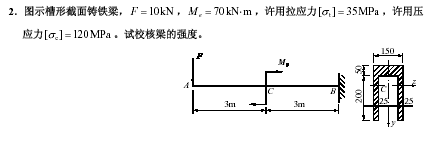 2. 图示槽形截面铸铁梁，F = 10kN，Mₑ = 70kN·m，许用拉应力[σₜ] = 35MPa，许用压
应力[σ꜀] = 120MPa。试校核梁的强度。
F
Mₑ
A
C
B
3m
3m
150
50
200
C
z
25
25
y